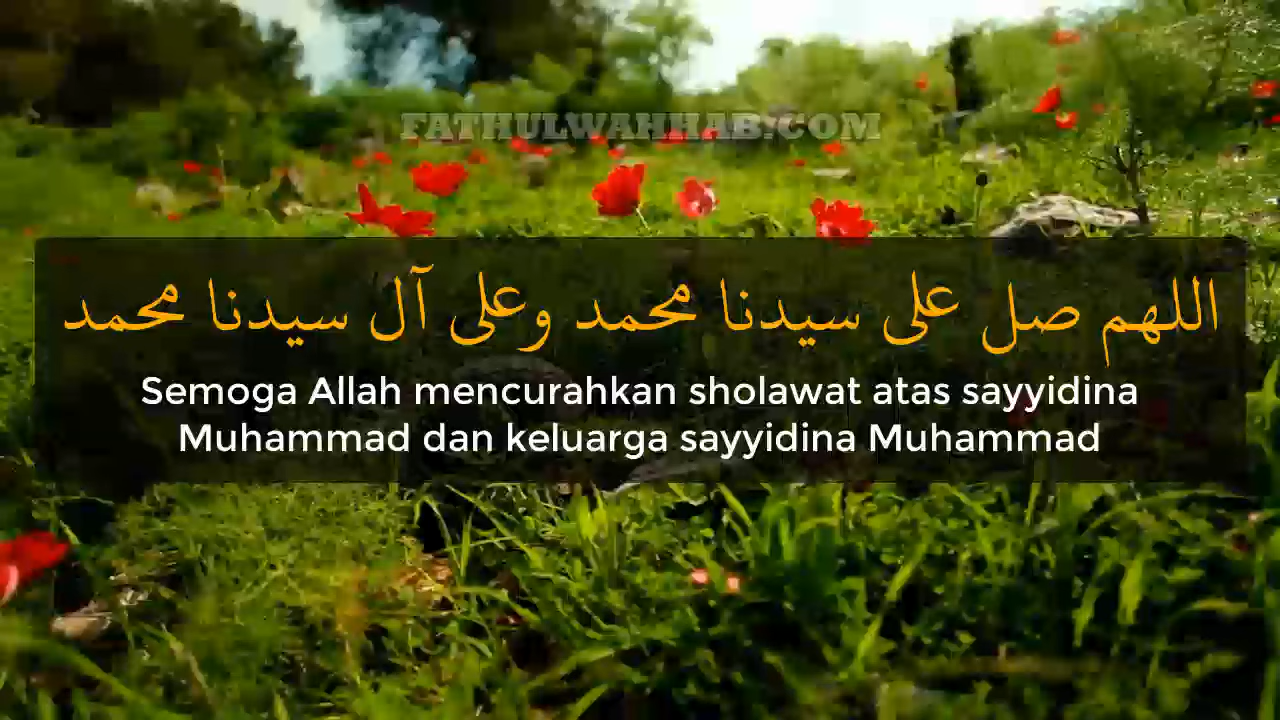 FATHULWAHHAB.COM
اللهم صل على سيدنا محمد وعلى آل سيدنا محمد
Semoga Allah mencurahkan sholawat atas sayyidina
Muhammad dan keluarga sayyidina Muhammad